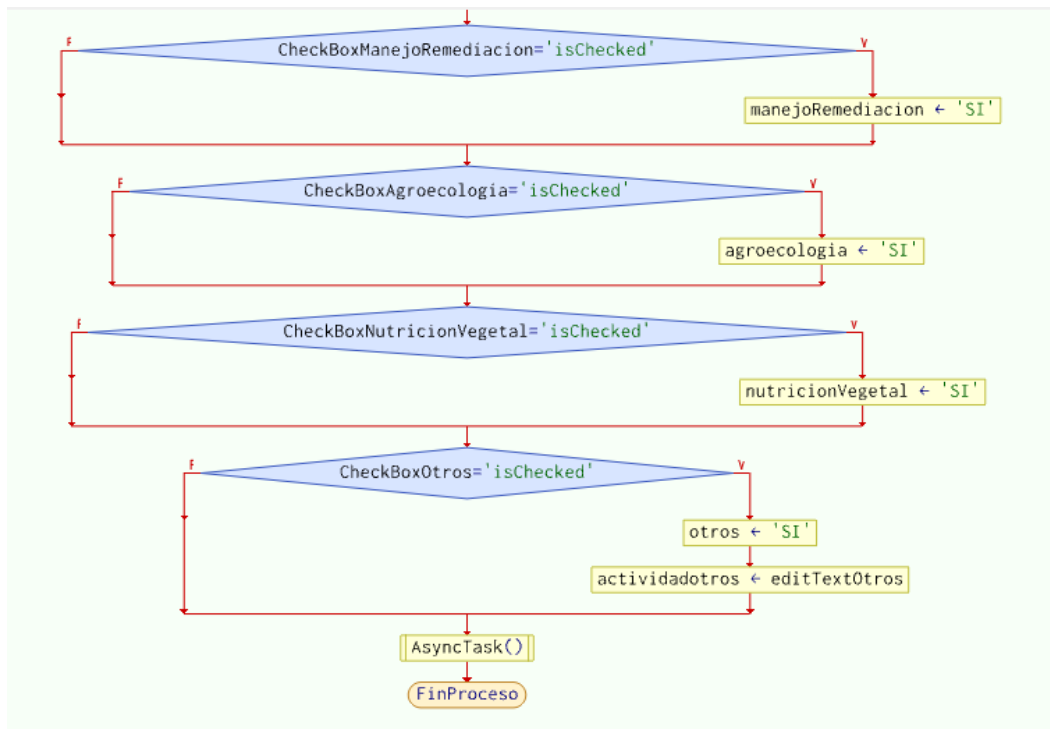 CheckBoxManejoRemediacion='isChecked'
F
V
manejoRemediacion ← 'SI'
CheckBoxAgroecologia='isChecked'
F
V
agroecologia ← 'SI'
CheckBoxNutricionVegetal='isChecked'
F
V
nutricionVegetal ← 'SI'
CheckBoxOtros='isChecked'
F
V
otros ← 'SI'
actividadotros ← editTextOtros
AsyncTask()
FinProceso